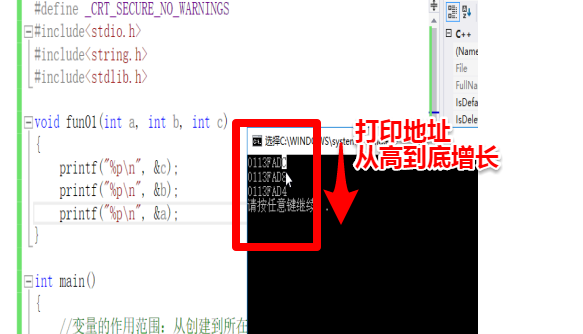 #define _CRT_SECURE_NO_WARNINGS
#include<stdio.h>
#include<string.h>
#include<stdlib.h>
void fun01(int a, int b, int c)
{
printf("%p\n", &c);
printf("%p\n", &b);
printf("%p\n", &a);
}
int main()
{
//变量的作用范围：从创建到所在
选择C:\WINDOWS\system
0113FADC
0113FAD8
0113FAD4
请按任意键继续. .
打印地址
从高到底增长
C++
(Name
File
FullNa
IsDefa
IsDele